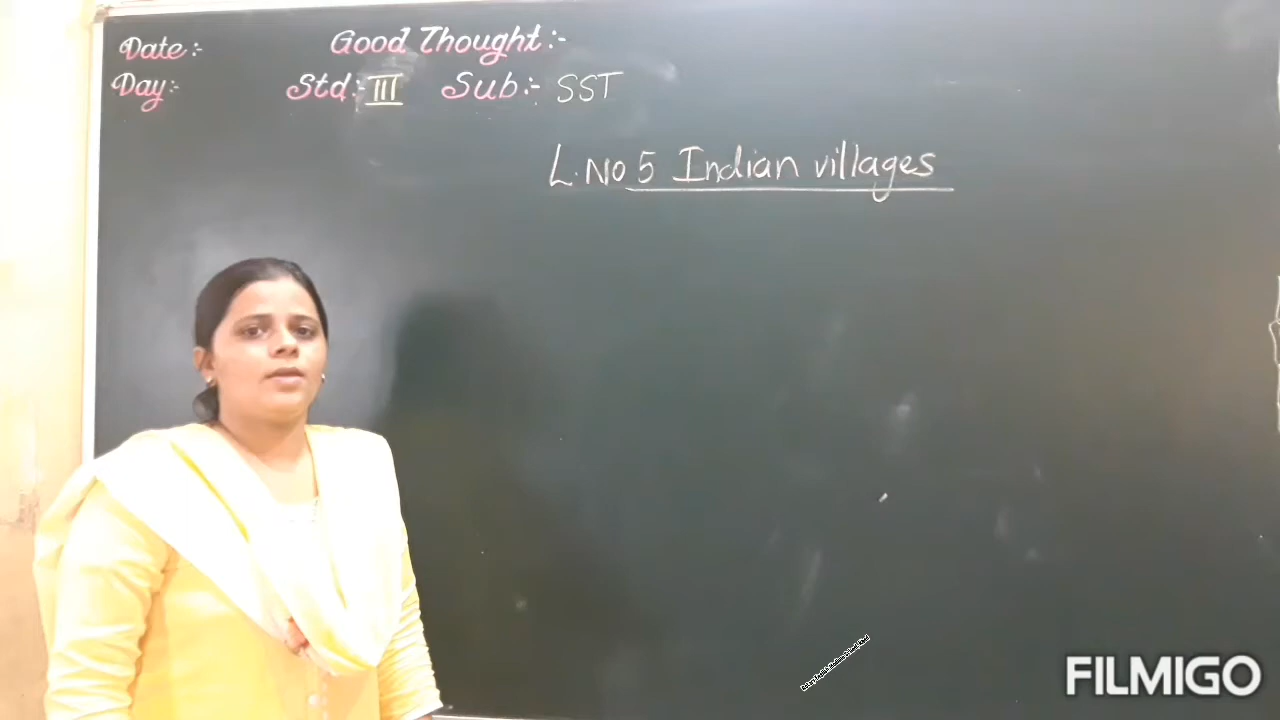 Date:- Good Thought:-
Day:- Std:- III Sub:- SST
L. No 5 Indian villages
FILMIGO